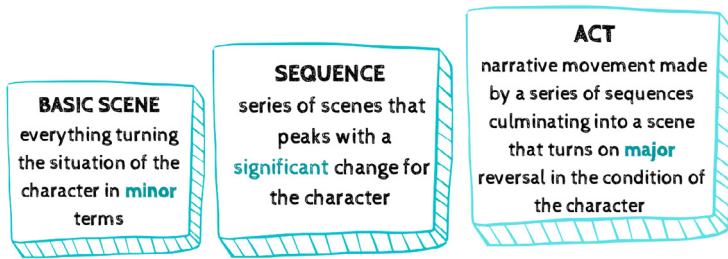 BASIC SCENE
everything turning
the situation of the
character in minor
terms
SEQUENCE
series of scenes that
peaks with a
significant change for
the character
ACT
narrative movement made
by a series of sequences
culminating into a scene
that turns on major
reversal in the condition of
the character